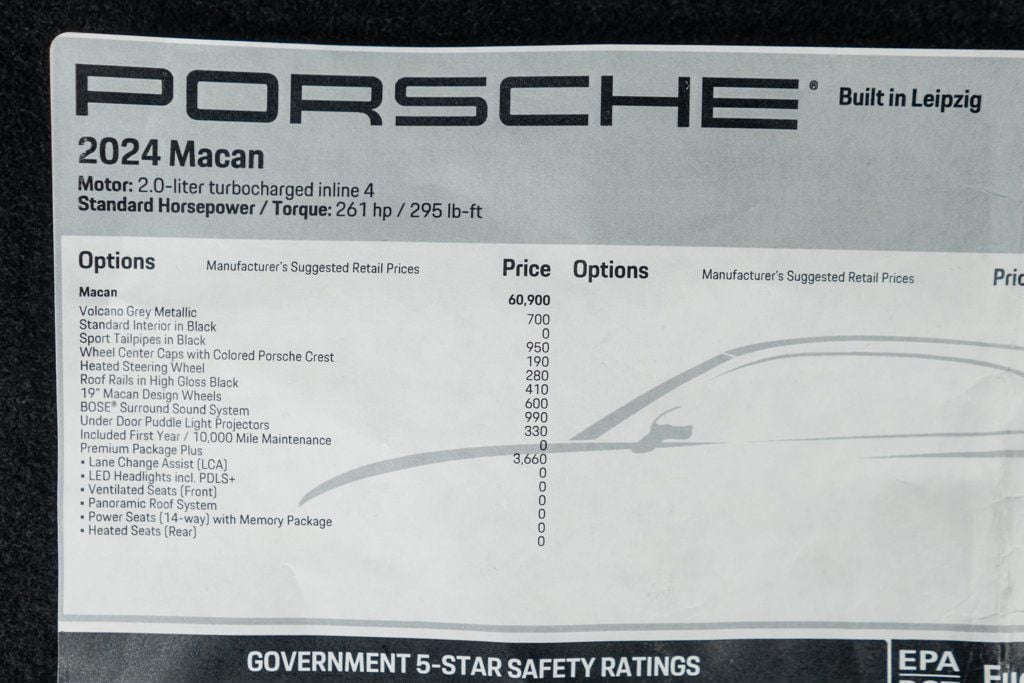 PORSCHE® Built in Leipzig
2024 Macan
Motor: 2.0-liter turbocharged inline 4
Standard Horsepower / Torque: 261 hp / 295 lb-ft
Options Manufacturer's Suggested Retail Prices Price Options Manufacturer's Suggested Retail Prices Pric
Macan 60,900
Volcano Grey Metallic 700
Standard Interior in Black 0
Sport Tailpipes in Black 950
Wheel Center Caps with Colored Porsche Crest 190
Heated Steering Wheel 280
Roof Rails in High Gloss Black 410
19" Macan Design Wheels 600
BOSE® Surround Sound System 990
Under Door Puddle Light Projectors 330
Included First Year / 10,000 Mile Maintenance 0
Premium Package Plus 3,660
▪ Lane Change Assist (LCA) 0
▪ LED Headlights incl. PDLS+ 0
▪ Ventilated Seats (Front) 0
▪ Panoramic Roof System 0
▪ Power Seats (14-way) with Memory Package 0
▪ Heated Seats (Rear) 0
GOVERNMENT 5-STAR SAFETY RATINGS
EPA